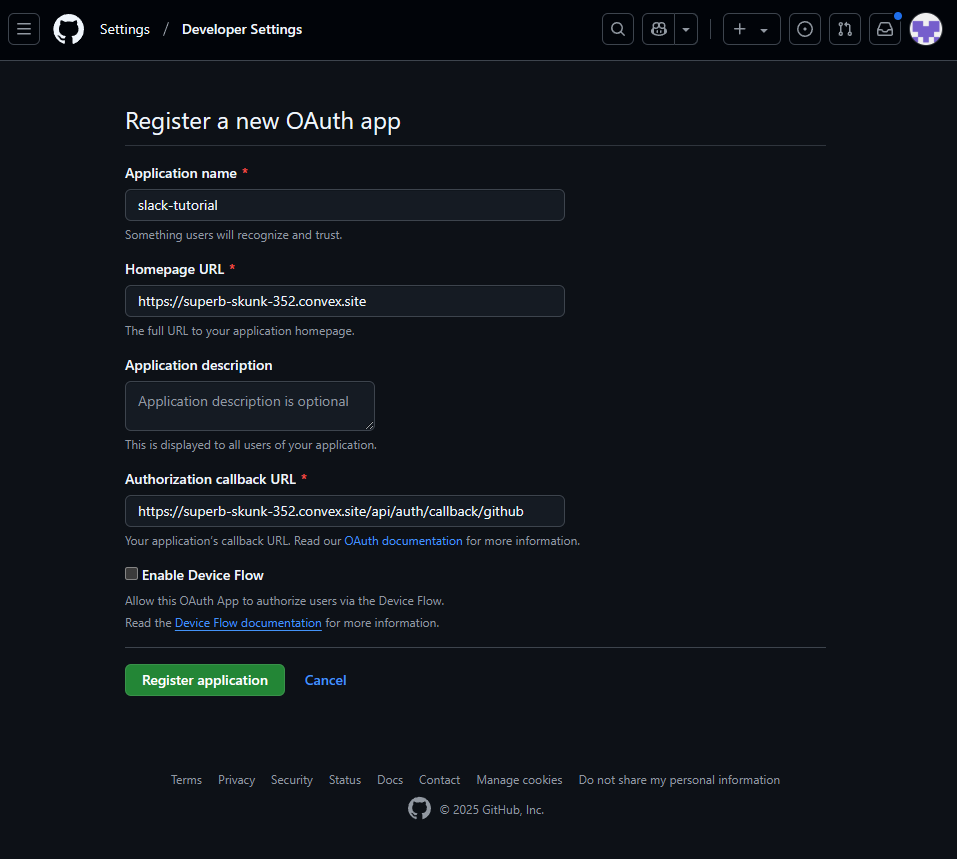 Settings / Developer Settings
Register a new OAuth app
Application name *
slack-tutorial
Something users will recognize and trust.
Homepage URL *
https://superb-skunk-352.convex.site
The full URL to your application homepage.
Application description
Application description is optional
This is displayed to all users of your application.
Authorization callback URL *
https://superb-skunk-352.convex.site/api/auth/callback/github
Your application's callback URL. Read our OAuth documentation for more information.
Enable Device Flow
Allow this OAuth App to authorize users via the Device Flow.
Read the Device Flow documentation for more information.
Register application Cancel
Terms Privacy Security Status Docs Contact Manage cookies Do not share my personal information
© 2025 GitHub, Inc.